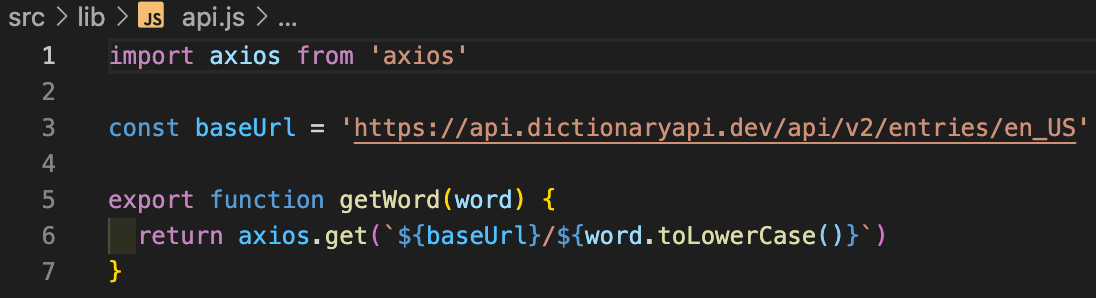 src > lib > JS api.js > ...
1 import axios from 'axios'
2
3 const baseUrl = 'https://api.dictionaryapi.dev/api/v2/entries/en_US'
4
5 export function getWord(word) {
6   return axios.get(`${baseUrl}/${word.toLowerCase()}`)
7 }